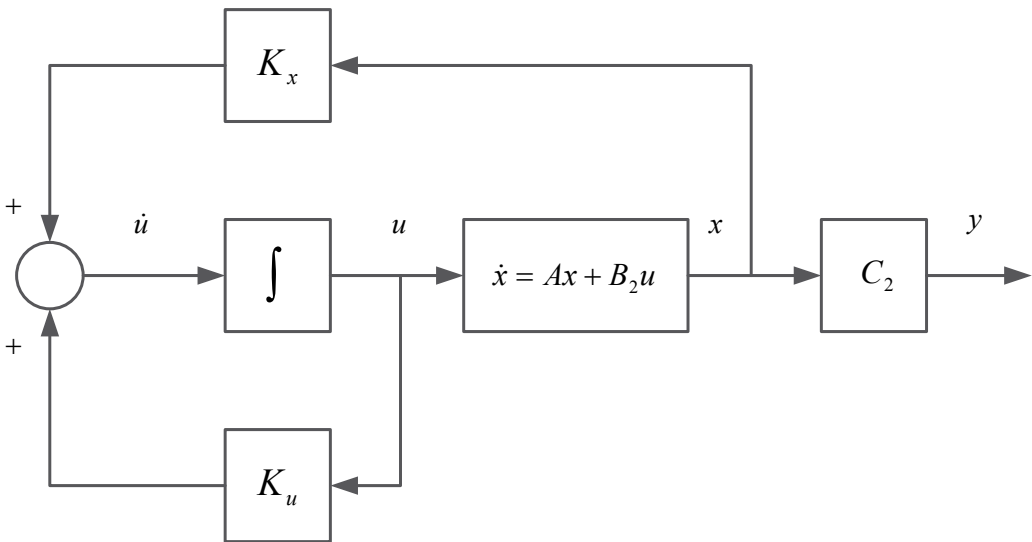 K_x
+
u̇
∫
u
ẋ = Ax + B_2u
x
C_2
y
+
K_u